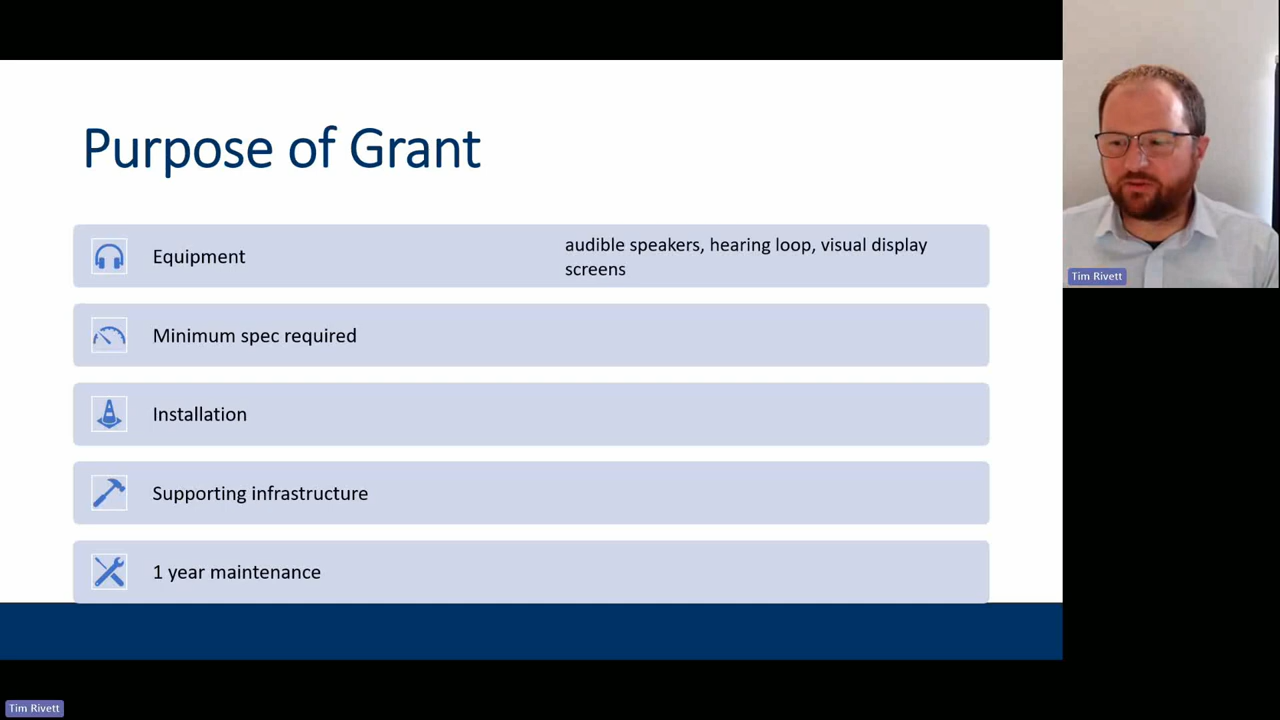 Purpose of Grant
Equipment
audible speakers, hearing loop, visual display
screens
Minimum spec required
Installation
Supporting infrastructure
1 year maintenance
Tim Rivett
Tim Rivett